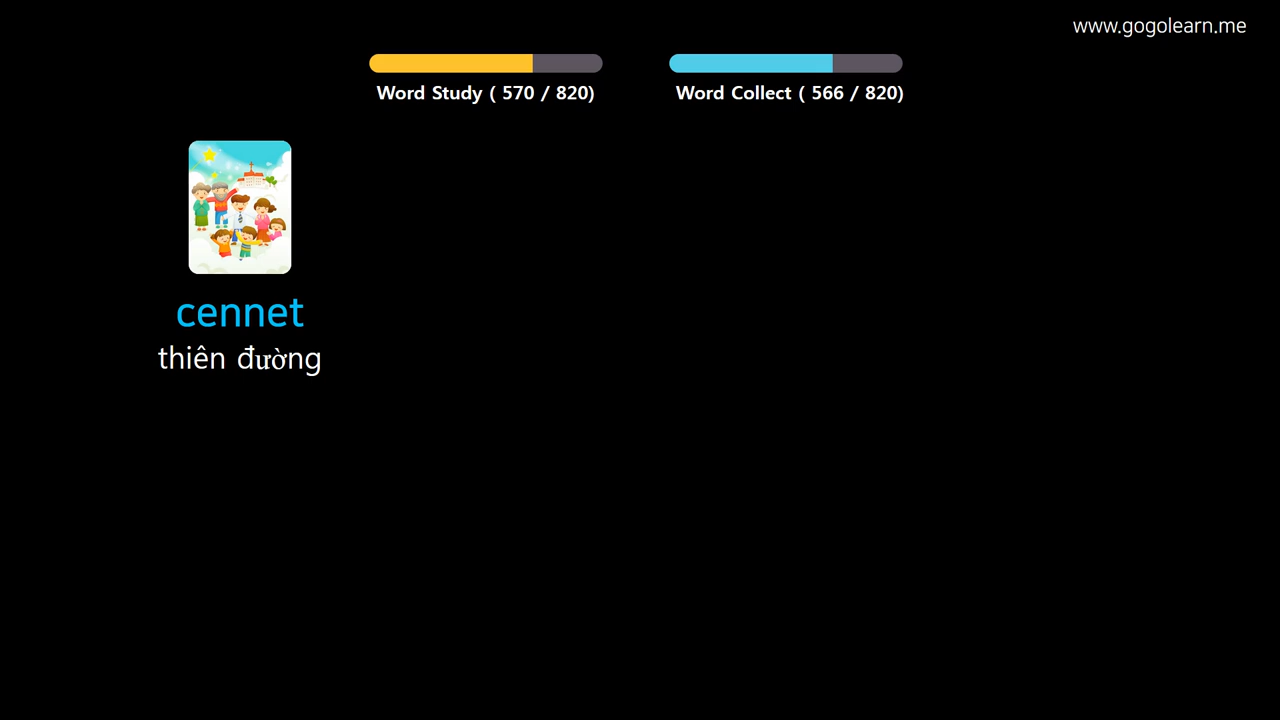 www.gogolearn.me
Word Study ( 570 / 820)
Word Collect ( 566 / 820)
cennet
thiên đường